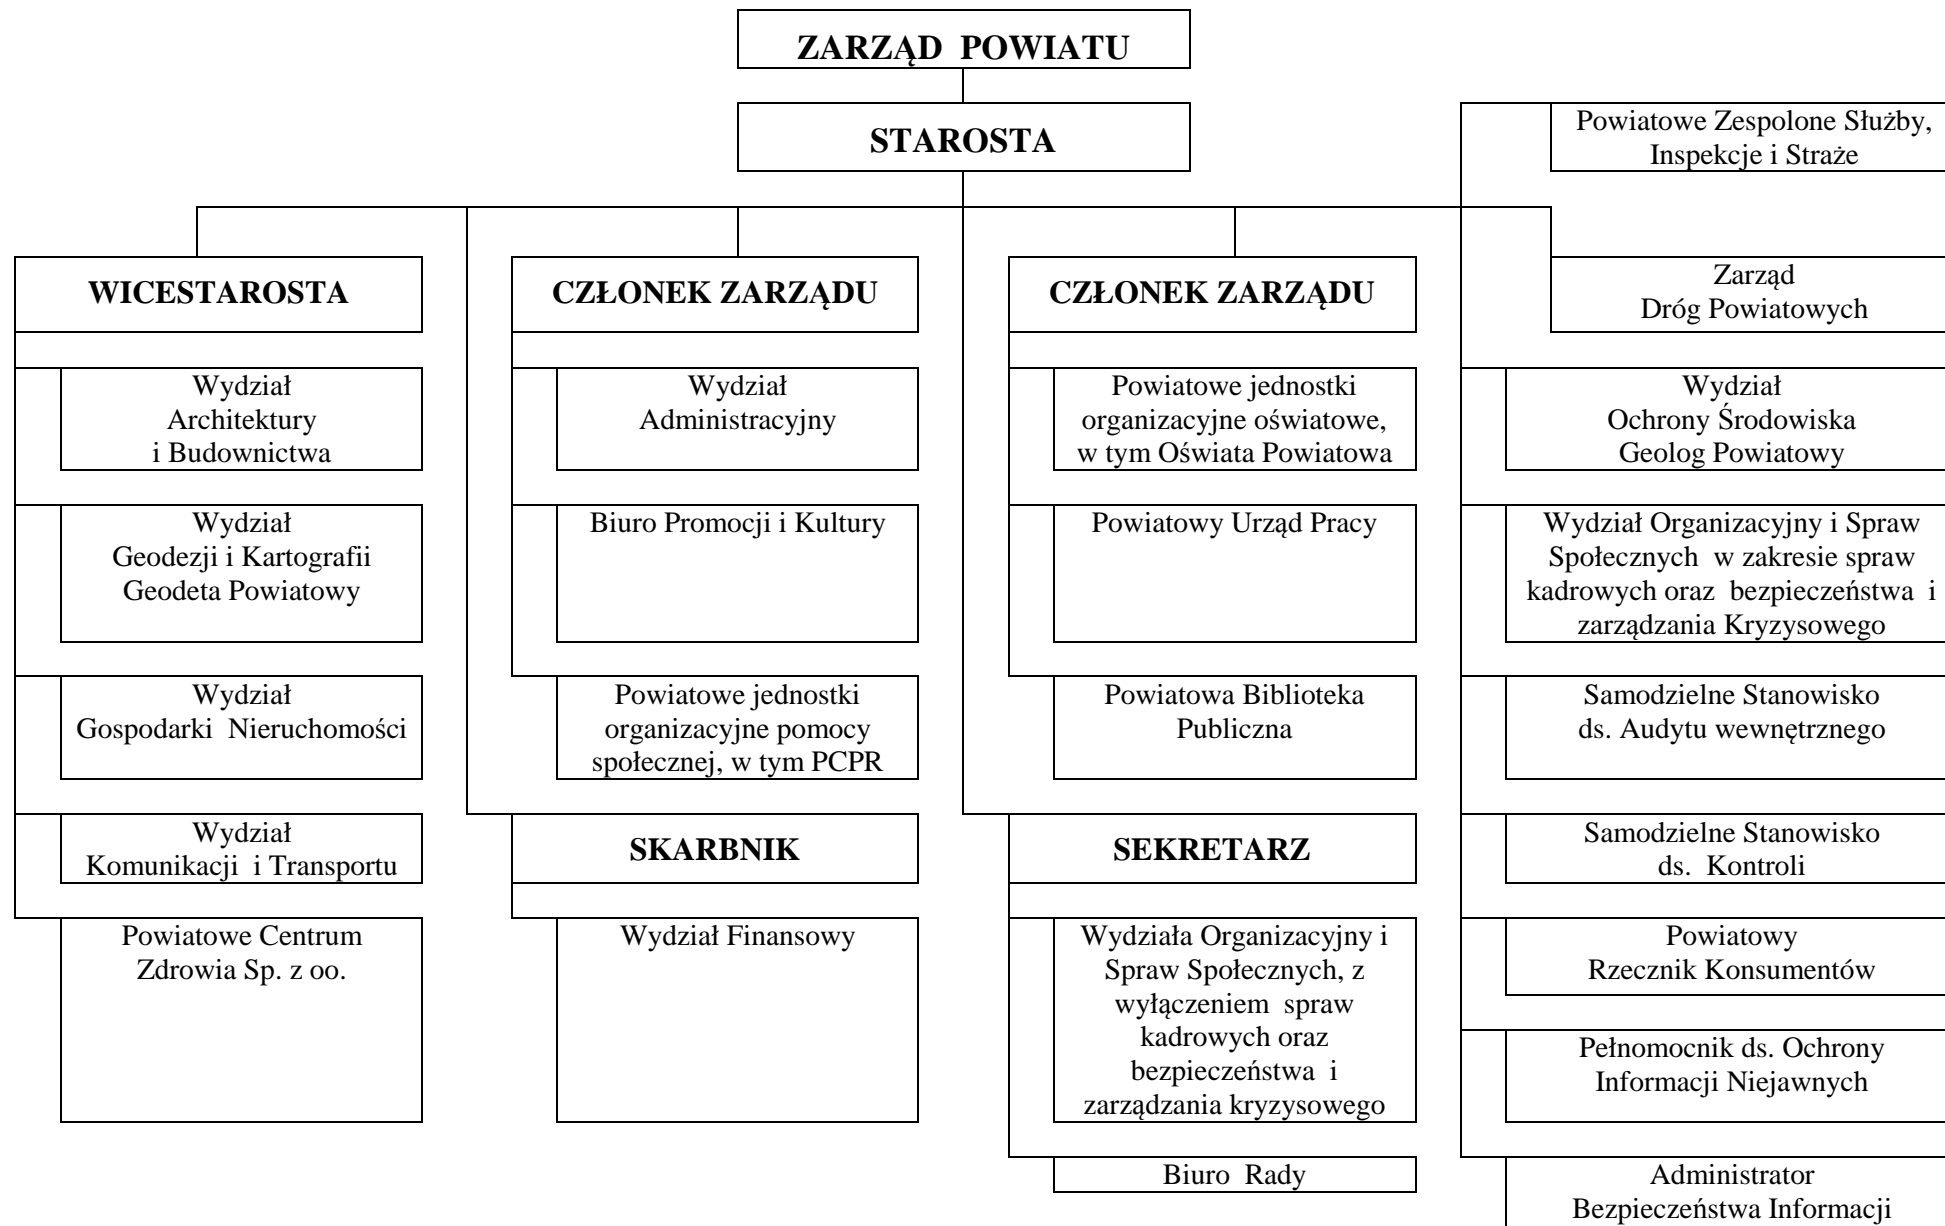 ZARZĄD POWIATU
STAROSTA
Powiatowe Zespolone Służby,
Inspekcje i Straże
WICESTAROSTA
Wydział
Architektury
i Budownictwa
Wydział
Geodezji i Kartografii
Geodeta Powiatowy
Wydział
Gospodarki Nieruchomości
Wydział
Komunikacji i Transportu
Powiatowe Centrum
Zdrowia Sp. z oo.
CZŁONEK ZARZĄDU
Wydział
Administracyjny
Biuro Promocji i Kultury
Powiatowe jednostki
organizacyjne pomocy
społecznej, w tym PCPR
SKARBNIK
Wydział Finansowy
CZŁONEK ZARZĄDU
Powiatowe jednostki
organizacyjne oświatowe,
w tym Oświata Powiatowa
Powiatowy Urząd Pracy
Powiatowa Biblioteka
Publiczna
SEKRETARZ
Wydziała Organizacyjny i
Spraw Społecznych, z
wyłączeniem spraw
kadrowych oraz
bezpieczeństwa i
zarządzania kryzysowego
Biuro Rady
Zarząd
Dróg Powiatowych
Wydział
Ochrony Środowiska
Geolog Powiatowy
Wydział Organizacyjny i Spraw
Społecznych w zakresie spraw
kadrowych oraz bezpieczeństwa i
zarządzania Kryzysowego
Samodzielne Stanowisko
ds. Audytu wewnętrznego
Samodzielne Stanowisko
ds. Kontroli
Powiatowy
Rzecznik Konsumentów
Pełnomocnik ds. Ochrony
Informacji Niejawnych
Administrator
Bezpieczeństwa Informacji